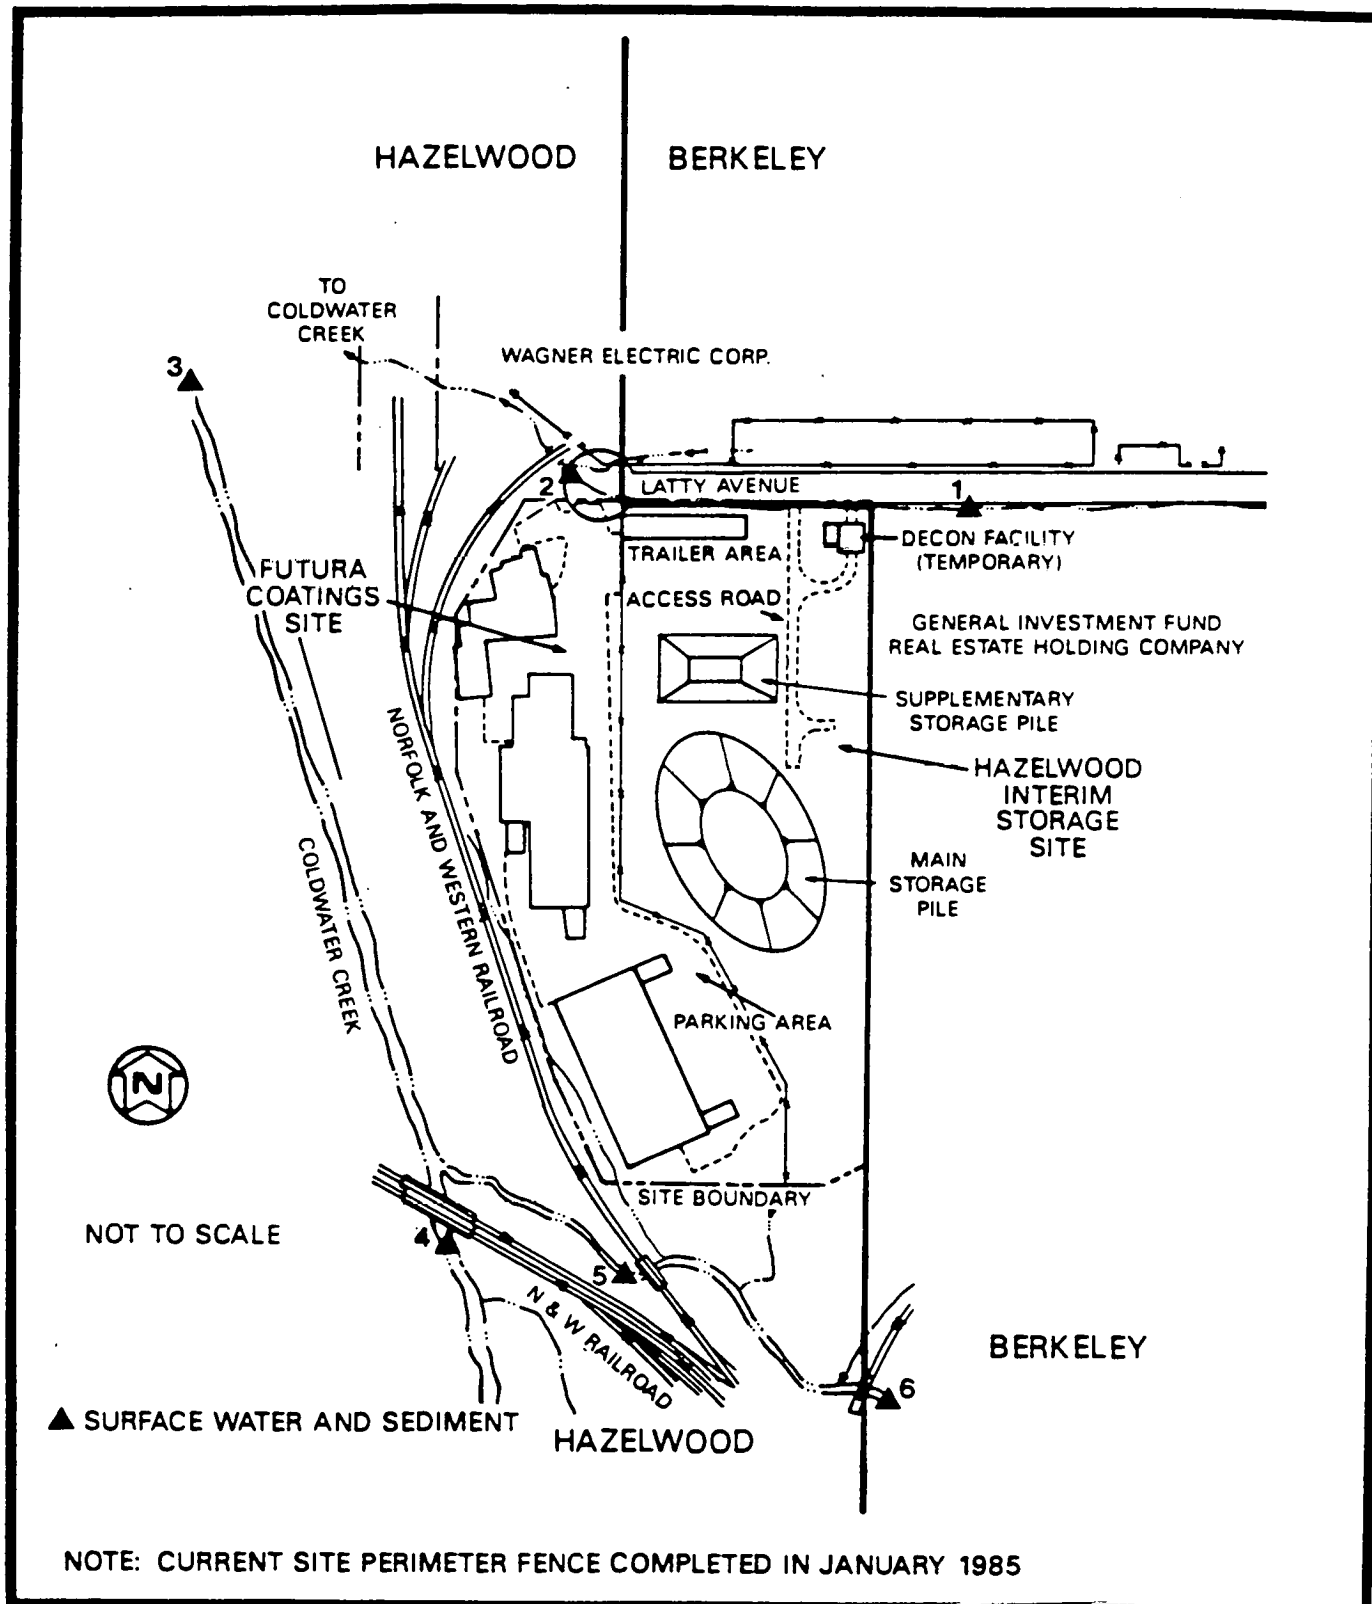 HAZELWOOD
BERKELEY
TO
COLDWATER
CREEK
WAGNER ELECTRIC CORP.
3
2
LATTY AVENUE
1
TRAILER AREA
DECON FACILITY
(TEMPORARY)
FUTURA
COATINGS
SITE
ACCESS ROAD
GENERAL INVESTMENT FUND
REAL ESTATE HOLDING COMPANY
SUPPLEMENTARY
STORAGE PILE
NORFOLK AND WESTERN RAILROAD
HAZELWOOD
INTERIM
STORAGE
SITE
COLDWATER CREEK
MAIN
STORAGE
PILE
PARKING AREA
N
SITE BOUNDARY
NOT TO SCALE
4
5
N & W RAILROAD
BERKELEY
6
SURFACE WATER AND SEDIMENT
HAZELWOOD
NOTE: CURRENT SITE PERIMETER FENCE COMPLETED IN JANUARY 1985